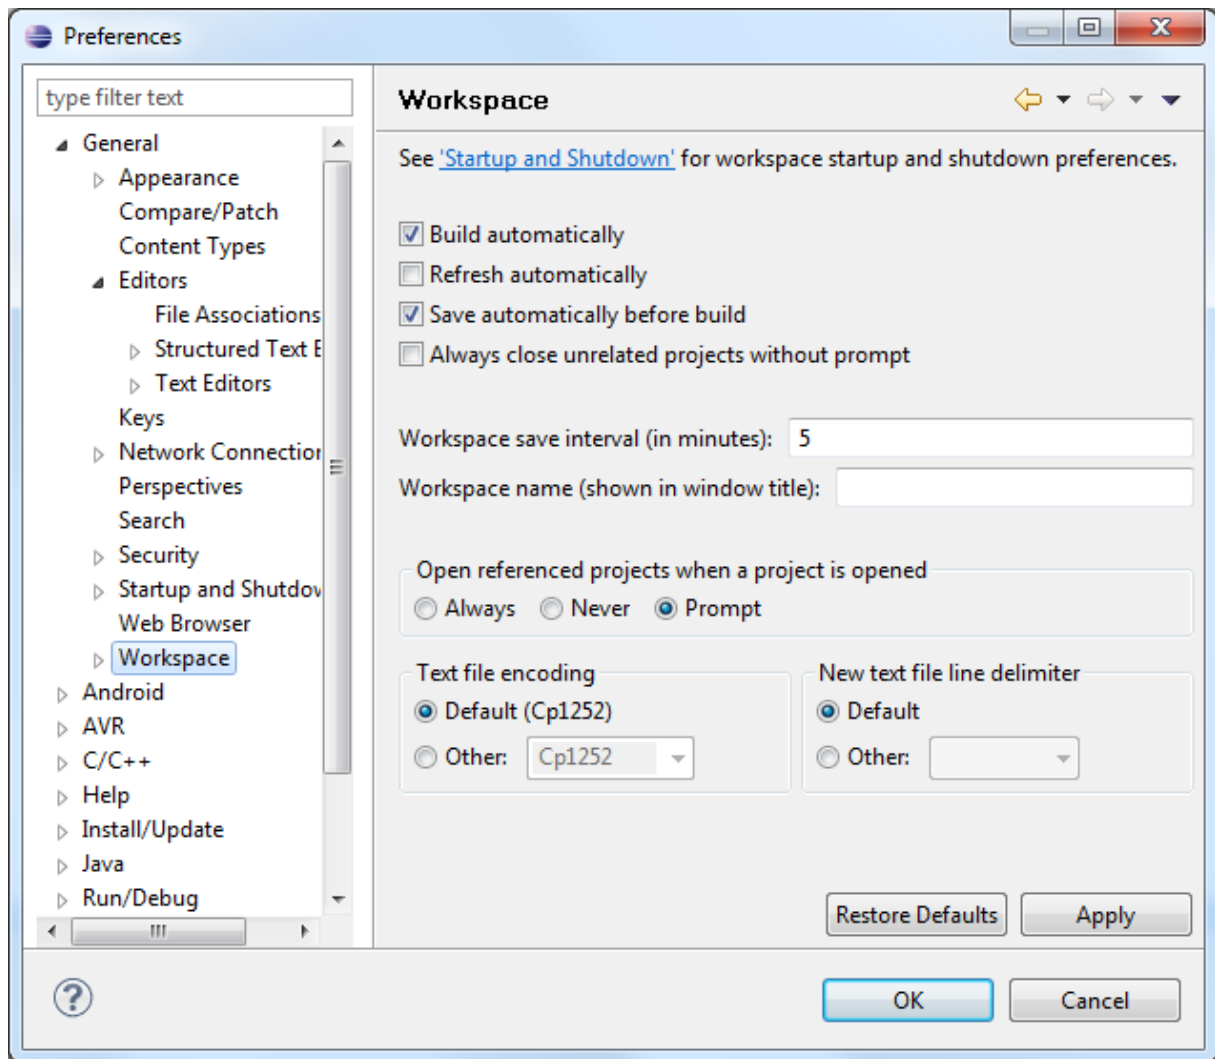 Preferences
type filter text
General
Appearance
Compare/Patch
Content Types
Editors
File Associations
Structured Text E
Text Editors
Keys
Network Connection
Perspectives
Search
Security
Startup and Shutdow
Web Browser
Workspace
Android
AVR
C/C++
Help
Install/Update
Java
Run/Debug
Workspace
See 'Startup and Shutdown' for workspace startup and shutdown preferences.
Build automatically
Refresh automatically
Save automatically before build
Always close unrelated projects without prompt
Workspace save interval (in minutes): 5
Workspace name (shown in window title):
Open referenced projects when a project is opened
Always Never Prompt
Text file encoding
Default (Cp1252)
Other: Cp1252
New text file line delimiter
Default
Other:
Restore Defaults Apply
OK Cancel